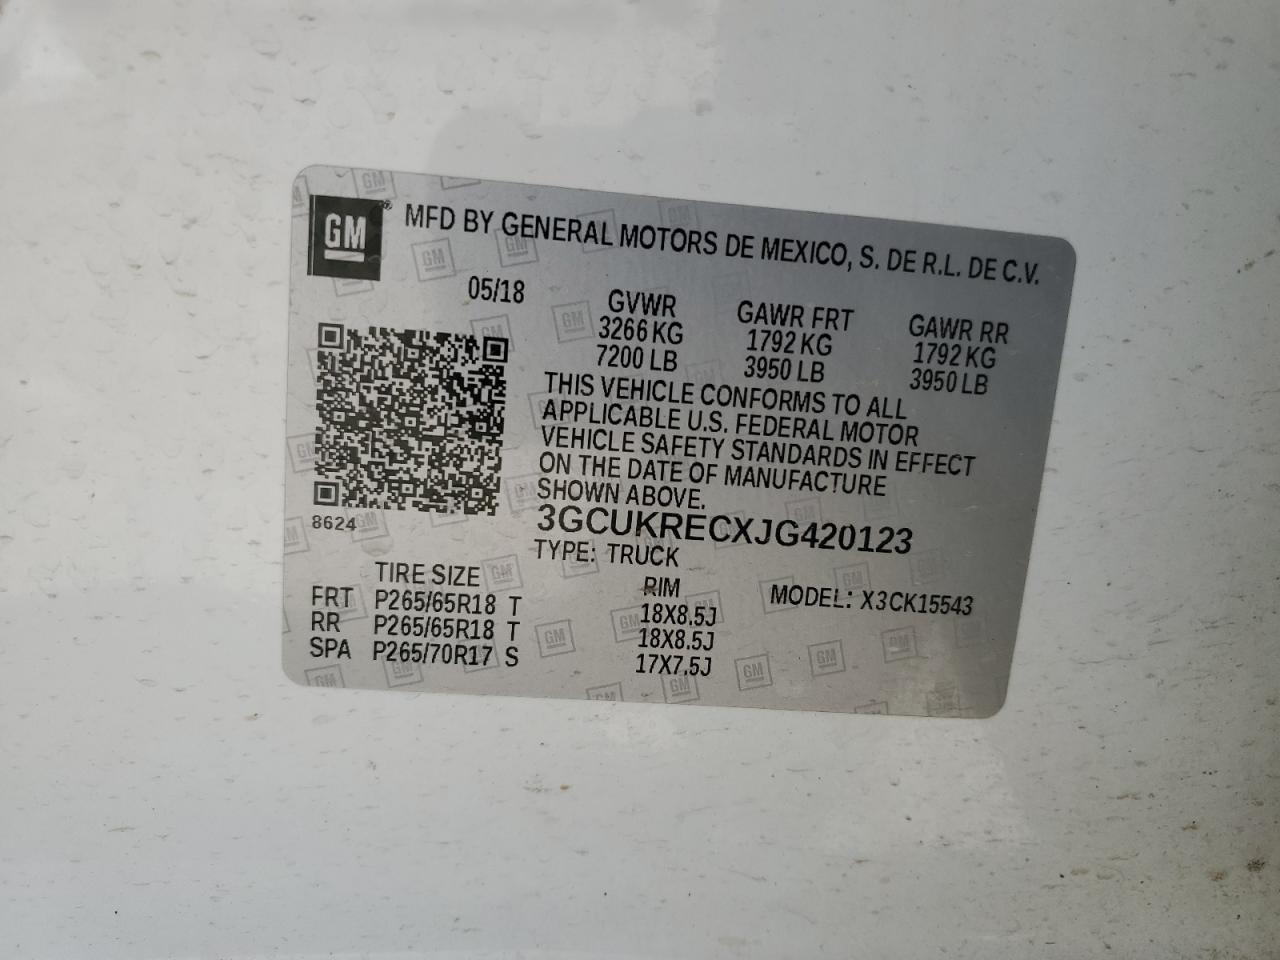 GM® MFD BY GENERAL MOTORS DE MEXICO, S. DE R.L. DE C.V.
05/18
GVWR GAWR FRT GAWR RR
3266 KG 1792 KG 1792 KG
7200 LB 3950 LB 3950 LB
THIS VEHICLE CONFORMS TO ALL
APPLICABLE U.S. FEDERAL MOTOR
VEHICLE SAFETY STANDARDS IN EFFECT
ON THE DATE OF MANUFACTURE
SHOWN ABOVE.
8624
3GCUKRECXJG420123
TYPE: TRUCK
TIRE SIZE RIM MODEL: X3CK15543
FRT P265/65R18 T 18X8.5J
RR P265/65R18 T 18X8.5J
SPA P265/70R17 S 17X7.5J